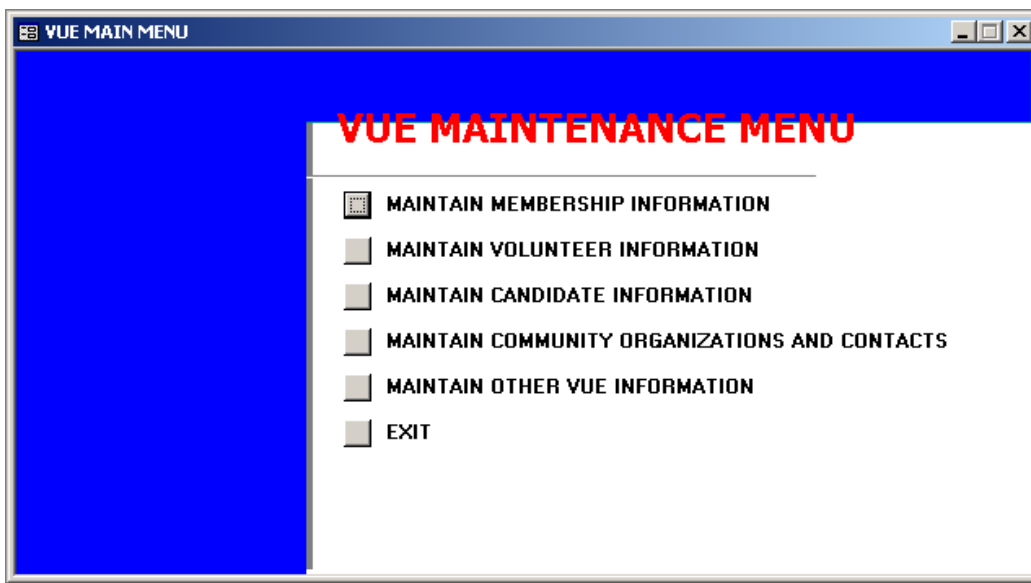 VUE MAIN MENU
VUE MAINTENANCE MENU
MAINTAIN MEMBERSHIP INFORMATION
MAINTAIN VOLUNTEER INFORMATION
MAINTAIN CANDIDATE INFORMATION
MAINTAIN COMMUNITY ORGANIZATIONS AND CONTACTS
MAINTAIN OTHER VUE INFORMATION
EXIT